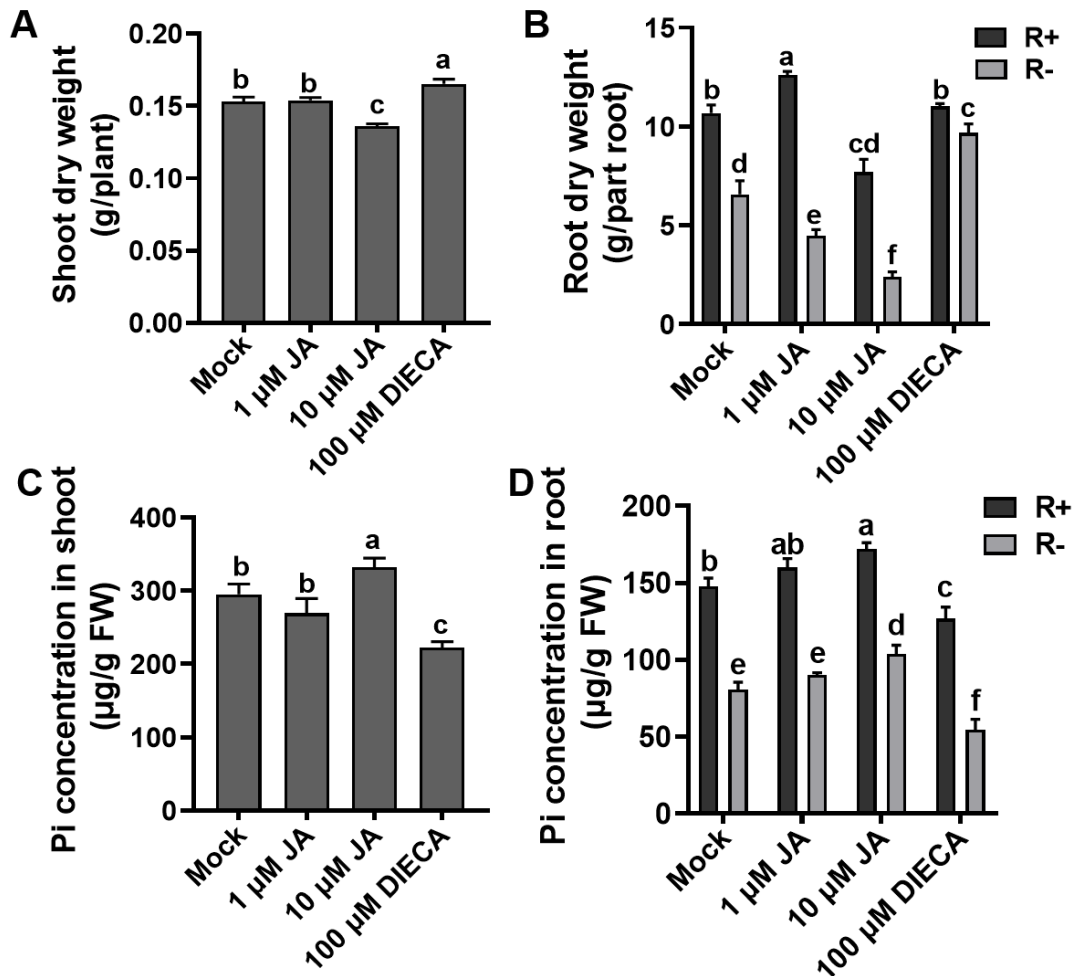 A
Shoot dry weight
(g/plant)
0.20
0.15
0.10
0.05
0.00
b
b
c
a
Mock
1 µM JA
10 µM JA
100 µM DIECA
B
Root dry weight
(g/part root)
15
10
5
0
b
d
a
e
cd
f
b
c
R+
R-
Mock
1 µM JA
10 µM JA
100 µM DIECA
C
Pi concentration in shoot
(µg/g FW)
400
300
200
100
0
b
b
a
c
Mock
1 µM JA
10 µM JA
100 µM DIECA
D
Pi concentration in root
(µg/g FW)
200
150
100
50
0
b
e
ab
e
a
d
c
f
R+
R-
Mock
1 µM JA
10 µM JA
100 µM DIECA